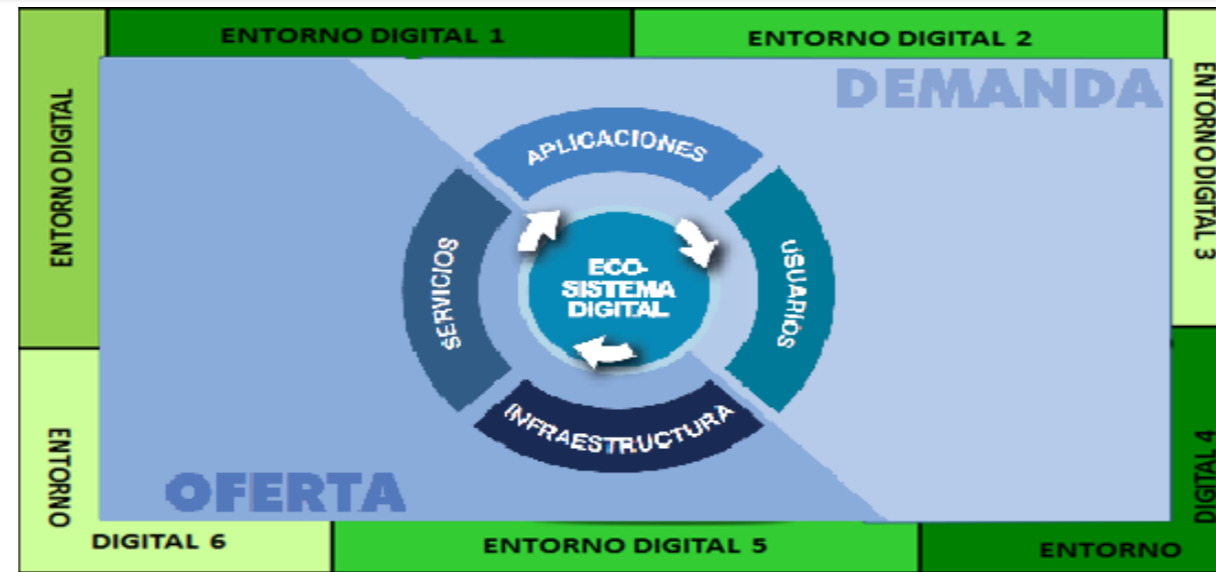 ENTORNO DIGITAL 1
ENTORNO DIGITAL 2
ENTORNO DIGITAL
DEMANDA
ENTORNO DIGITAL 3
APLICACIONES
SERVICIOS
ECO-
SISTEMA
DIGITAL
USUARIOS
INFRAESTRUCTURA
OFERTA
ENTORNO
DIGITAL 6
ENTORNO DIGITAL 5
ENTORNO
DIGITAL 4